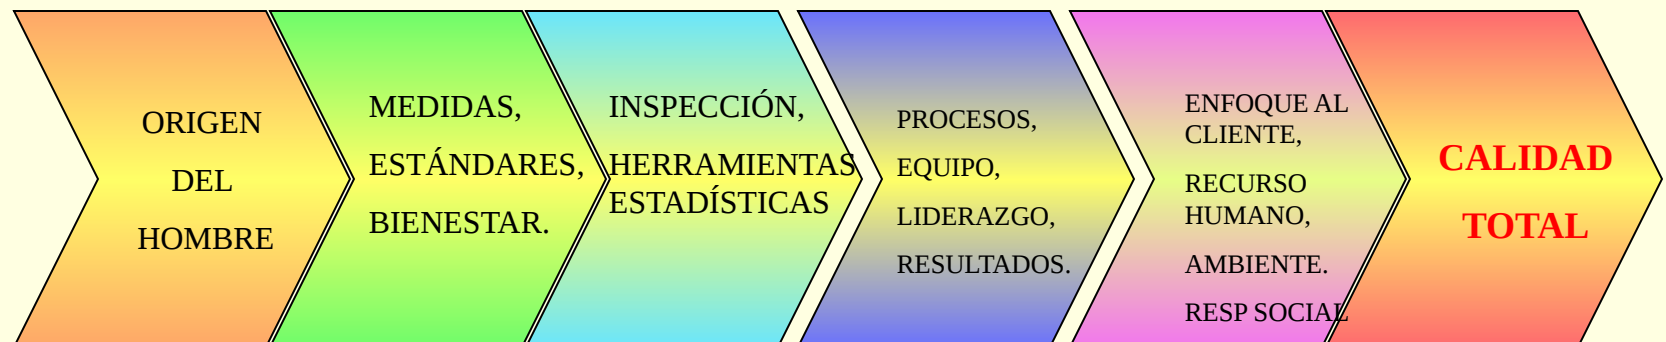 ORIGEN
DEL
HOMBRE
MEDIDAS,
ESTÁNDARES,
BIENESTAR.
INSPECCIÓN,
HERRAMIENTAS
ESTADÍSTICAS
PROCESOS,
EQUIPO,
LIDERAZGO,
RESULTADOS.
ENFOQUE AL
CLIENTE,
RECURSO
HUMANO,
AMBIENTE.
RESP SOCIAL
CALIDAD
TOTAL